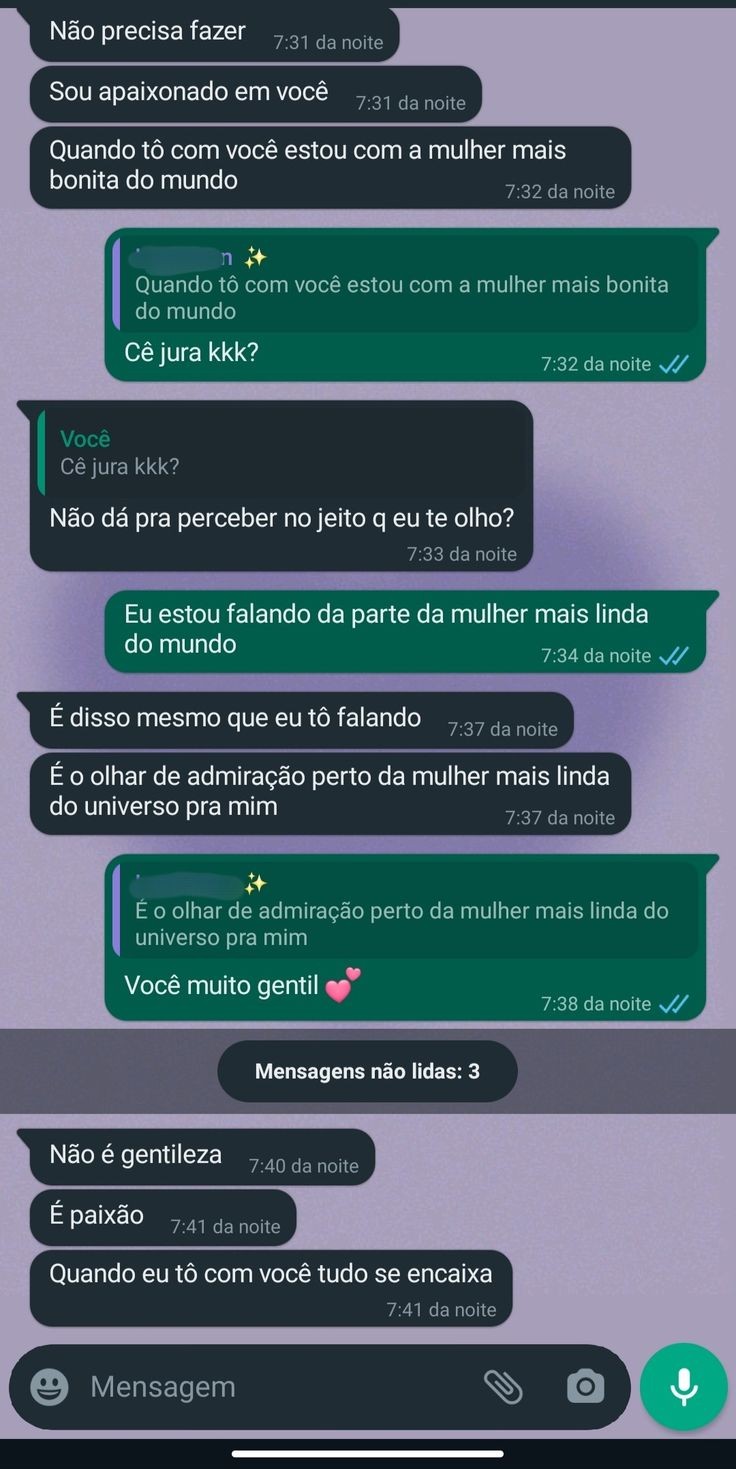 Não precisa fazer
7:31 da noite
Sou apaixonado em você
7:31 da noite
Quando tô com você estou com a mulher mais
bonita do mundo
7:32 da noite
Quando tô com você estou com a mulher mais bonita
do mundo
Cê jura kkk?
7:32 da noite
Você
Cê jura kkk?
Não dá pra perceber no jeito q eu te olho?
7:33 da noite
Eu estou falando da parte da mulher mais linda
do mundo
7:34 da noite
É disso mesmo que eu tô falando
7:37 da noite
É o olhar de admiração perto da mulher mais linda
do universo pra mim
7:37 da noite
É o olhar de admiração perto da mulher mais linda do
universo pra mim
Você muito gentil 💕
7:38 da noite
Mensagens não lidas: 3
Não é gentileza
7:40 da noite
É paixão
7:41 da noite
Quando eu tô com você tudo se encaixa
7:41 da noite
Mensagem